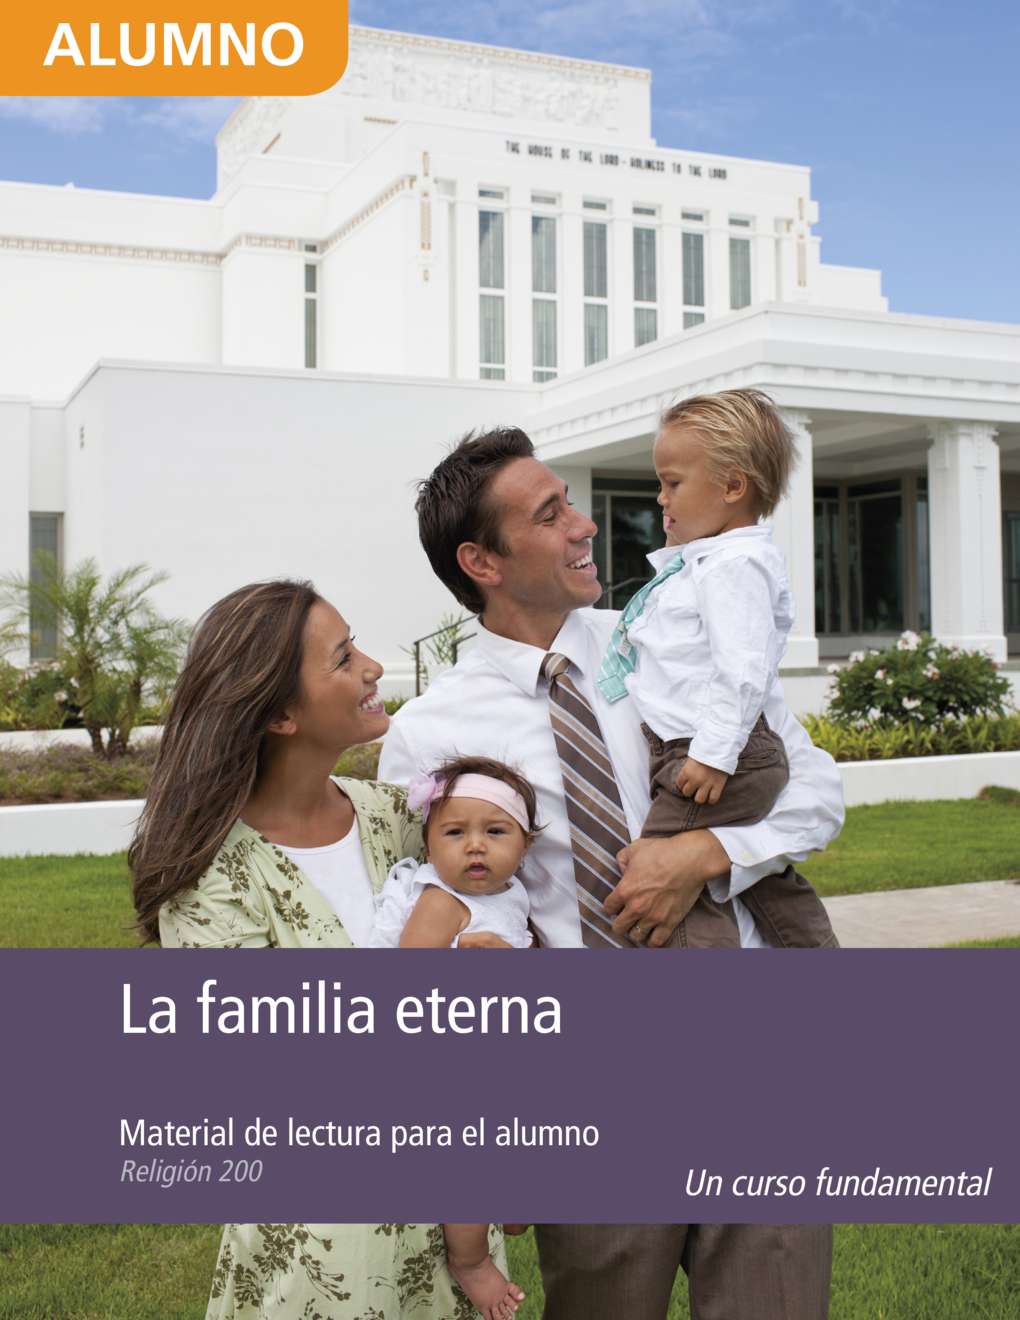 ALUMNO
THE HOUSE OF THE LORD - HOLINESS TO THE LORD
La familia eterna
Material de lectura para el alumno
Religión 200
Un curso fundamental